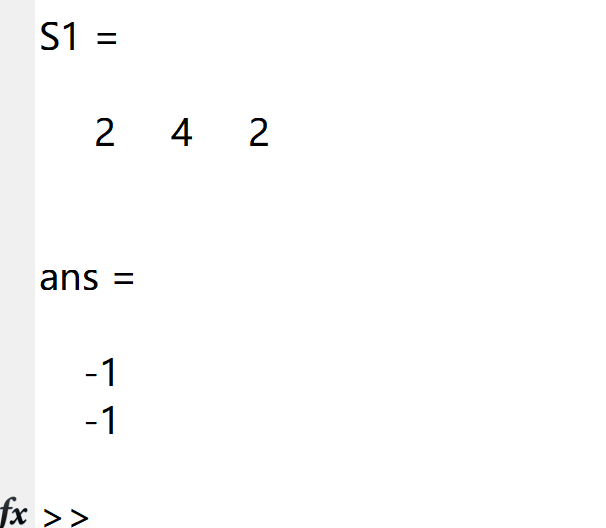 S1 =
2 4 2
ans =
-1
-1
fx >>